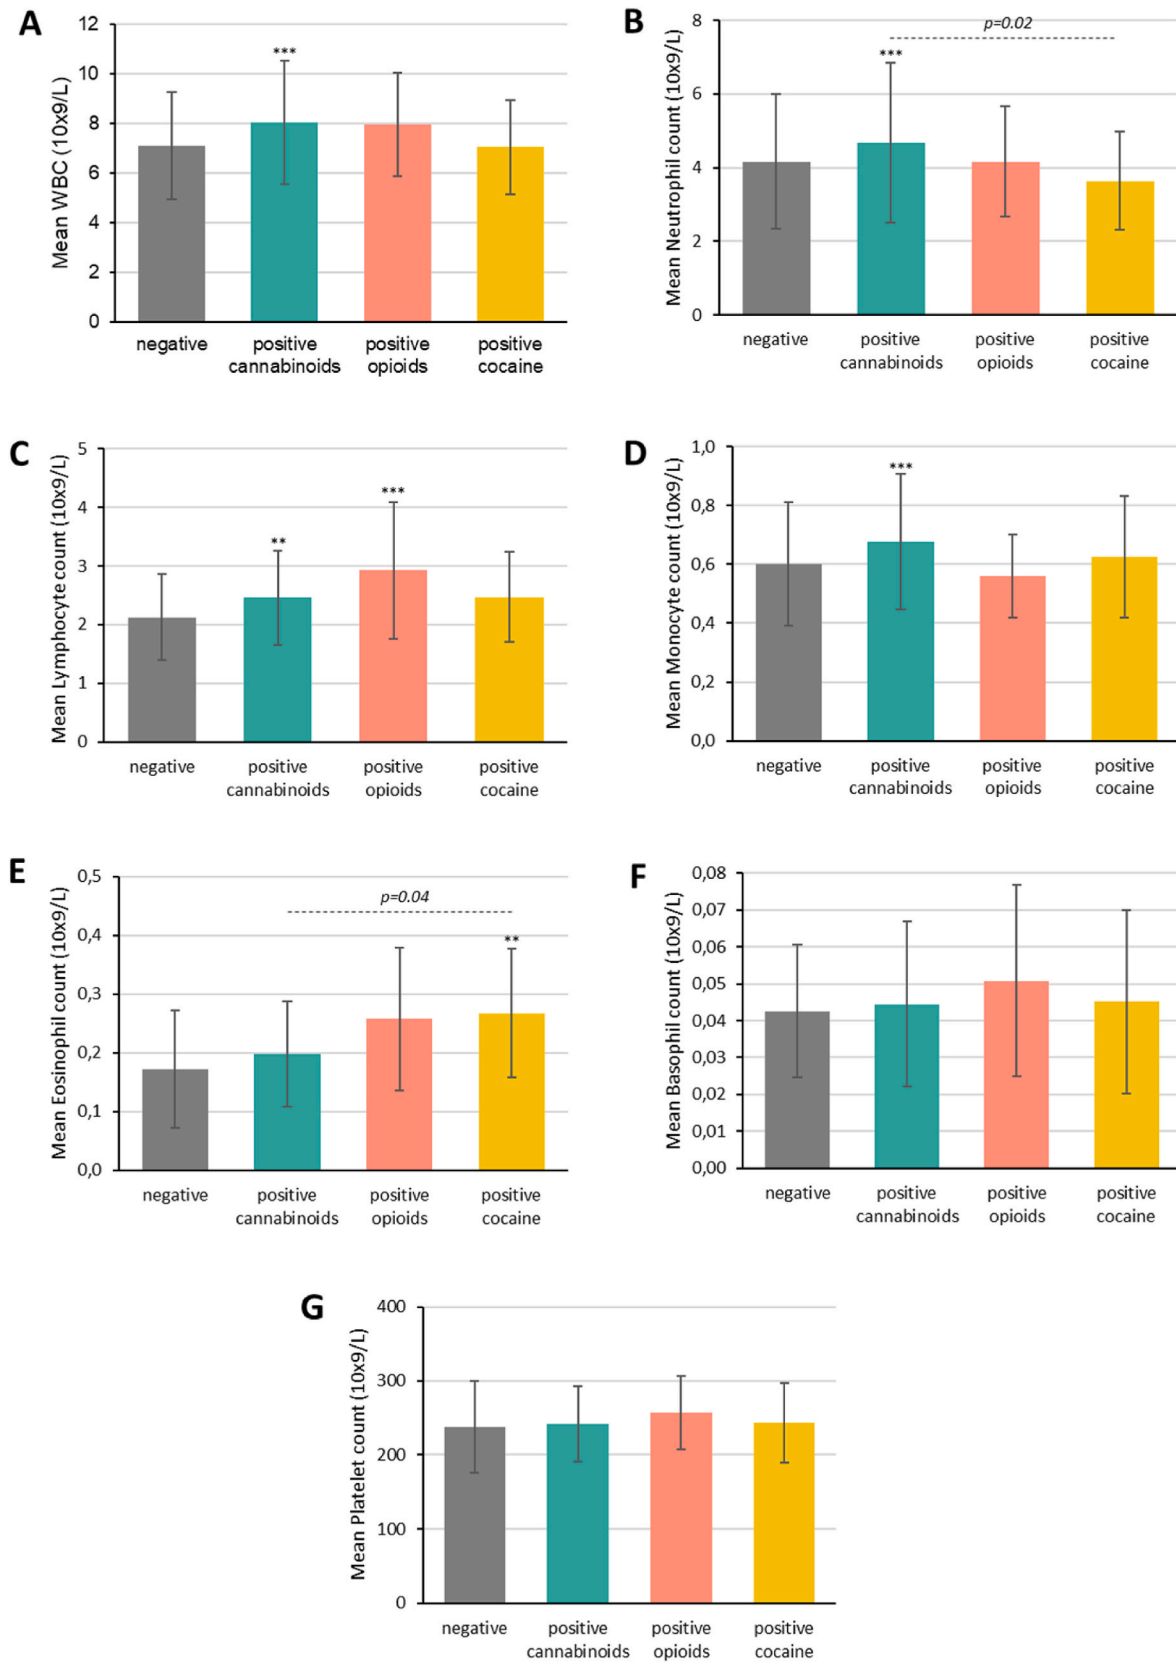 A
Mean WBC (10x9/L)
12
10
8
6
4
2
0
***
negative
positive
cannabinoids
positive
opioids
positive
cocaine
B
Mean Neutrophil count (10x9/L)
8
6
4
2
0
p=0.02
***
negative
positive
cannabinoids
positive
opioids
positive
cocaine
C
Mean Lymphocyte count (10x9/L)
5
4
3
2
1
0
**
***
negative
positive
cannabinoids
positive
opioids
positive
cocaine
D
Mean Monocyte count (10x9/L)
1,0
0,8
0,6
0,4
0,2
0,0
***
negative
positive
cannabinoids
positive
opioids
positive
cocaine
E
Mean Eosinophil count (10x9/L)
0,5
0,4
0,3
0,2
0,1
0,0
p=0.04
**
negative
positive
cannabinoids
positive
opioids
positive
cocaine
F
Mean Basophil count (10x9/L)
0,08
0,07
0,06
0,05
0,04
0,03
0,02
0,01
0,00
negative
positive
cannabinoids
positive
opioids
positive
cocaine
G
Mean Platelet count (10x9/L)
400
300
200
100
0
negative
positive
cannabinoids
positive
opioids
positive
cocaine